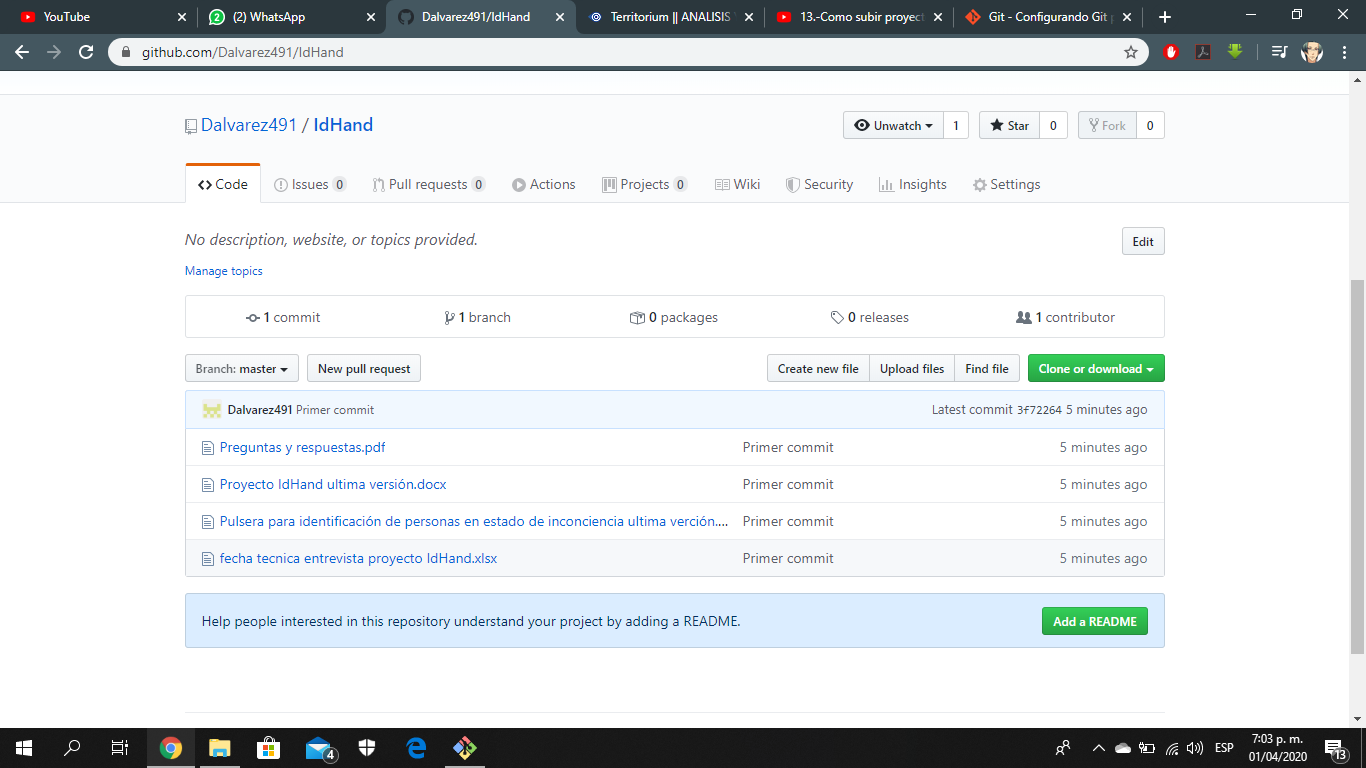 YouTube
(2) WhatsApp
Dalvarez491/IdHand
Territorium || ANALISIS
13.-Como subir proyect
Git - Configurando Git p
github.com/Dalvarez491/IdHand
Dalvarez491 / IdHand
Unwatch 1 Star 0 Fork 0
Code Issues 0 Pull requests 0 Actions Projects 0 Wiki Security Insights Settings
No description, website, or topics provided.
Edit
Manage topics
1 commit 1 branch 0 packages 0 releases 1 contributor
Branch: master New pull request Create new file Upload files Find file Clone or download
Dalvarez491 Primer commit Latest commit 3f72264 5 minutes ago
Preguntas y respuestas.pdf Primer commit 5 minutes ago
Proyecto IdHand ultima versión.docx Primer commit 5 minutes ago
Pulsera para identificación de personas en estado de inconciencia ultima verción.... Primer commit 5 minutes ago
fecha tecnica entrevista proyecto IdHand.xlsx Primer commit 5 minutes ago
Help people interested in this repository understand your project by adding a README. Add a README
4 ESP 7:03 p. m. 13
01/04/2020